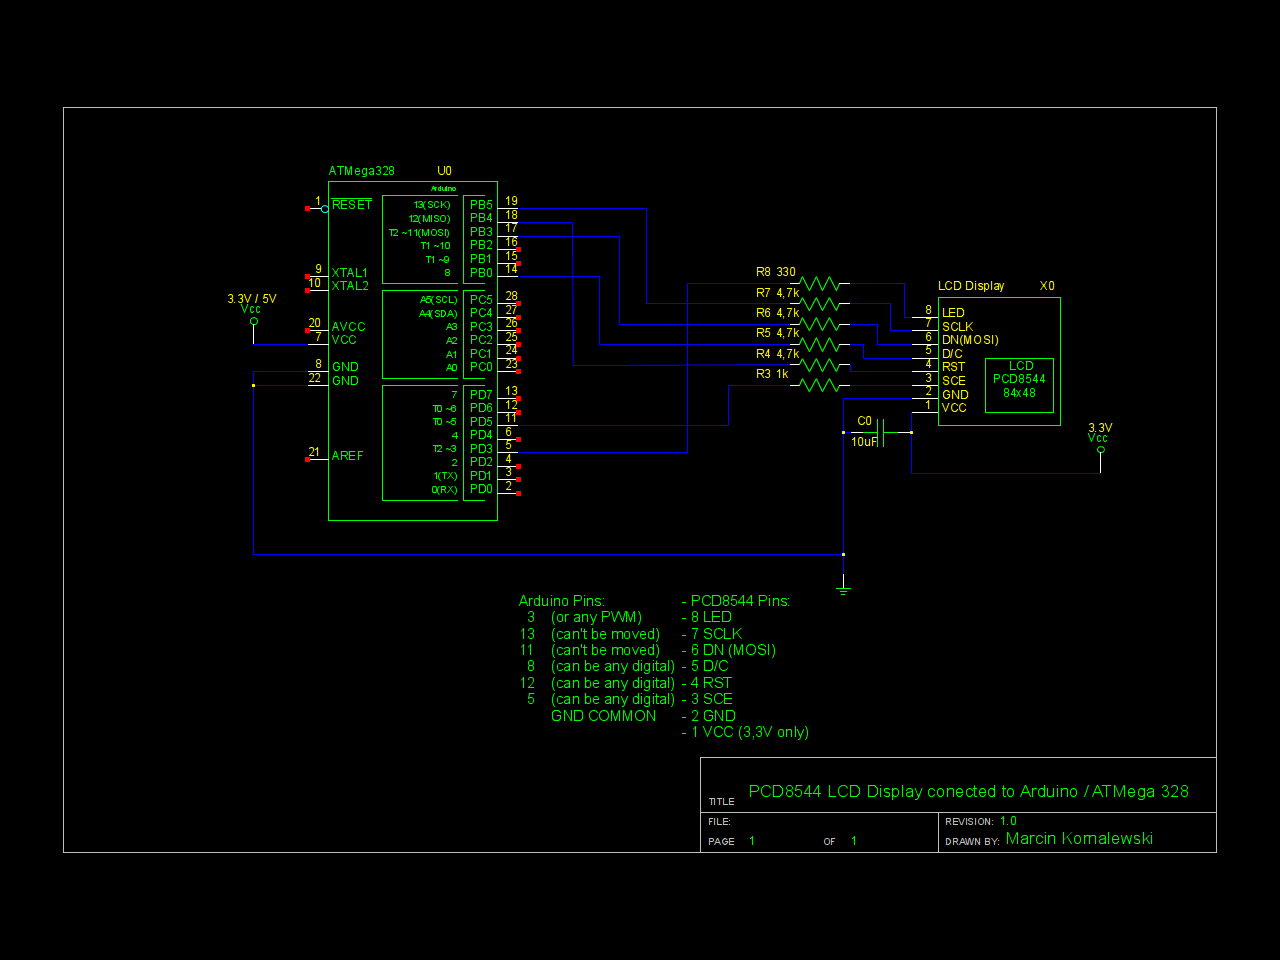 ATMega328 U0
Arduino
1 RESET 13(SCK) PB5 19
12(MISO) PB4 18
T2 ~11(MOSI) PB3 17
T1 ~10 PB2 16
T1 ~9 PB1 15
9 XTAL1 8 PB0 14
10 XTAL2
3.3V / 5V
Vcc
A5(SCL) PC5 28
A4(SDA) PC4 27
20 AVCC A3 PC3 26
7 VCC A2 PC2 25
A1 PC1 24
8 GND A0 PC0 23
22 GND
7 PD7 13
T0 ~6 PD6 12
T0 ~5 PD5 11
4 PD4 6
T2 ~3 PD3 5
21 AREF 2 PD2 4
1(TX) PD1 3
0(RX) PD0 2
R8 330
R7 4,7k
R6 4,7k
R5 4,7k
R4 4,7k
R3 1k
LCD Display X0
8 LED
7 SCLK
6 DN(MOSI)
5 D/C
4 RST
3 SCE
2 GND
1 VCC
LCD
PCD8544
84x48
C0
10uF
3.3V
Vcc
Arduino Pins: - PCD8544 Pins:
3 (or any PWM) - 8 LED
13 (can't be moved) - 7 SCLK
11 (can't be moved) - 6 DN (MOSI)
8 (can be any digital) - 5 D/C
12 (can be any digital) - 4 RST
5 (can be any digital) - 3 SCE
GND COMMON - 2 GND
- 1 VCC (3,3V only)
TITLE PCD8544 LCD Display conected to Arduino / ATMega 328
FILE: REVISION: 1.0
PAGE 1 OF 1 DRAWN BY: Marcin Komalewski